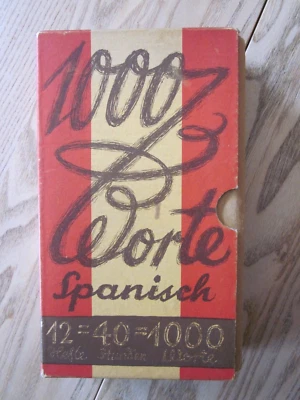 1000
Worte
Spanisch
12=40=1000
Hefte Stunden Worte